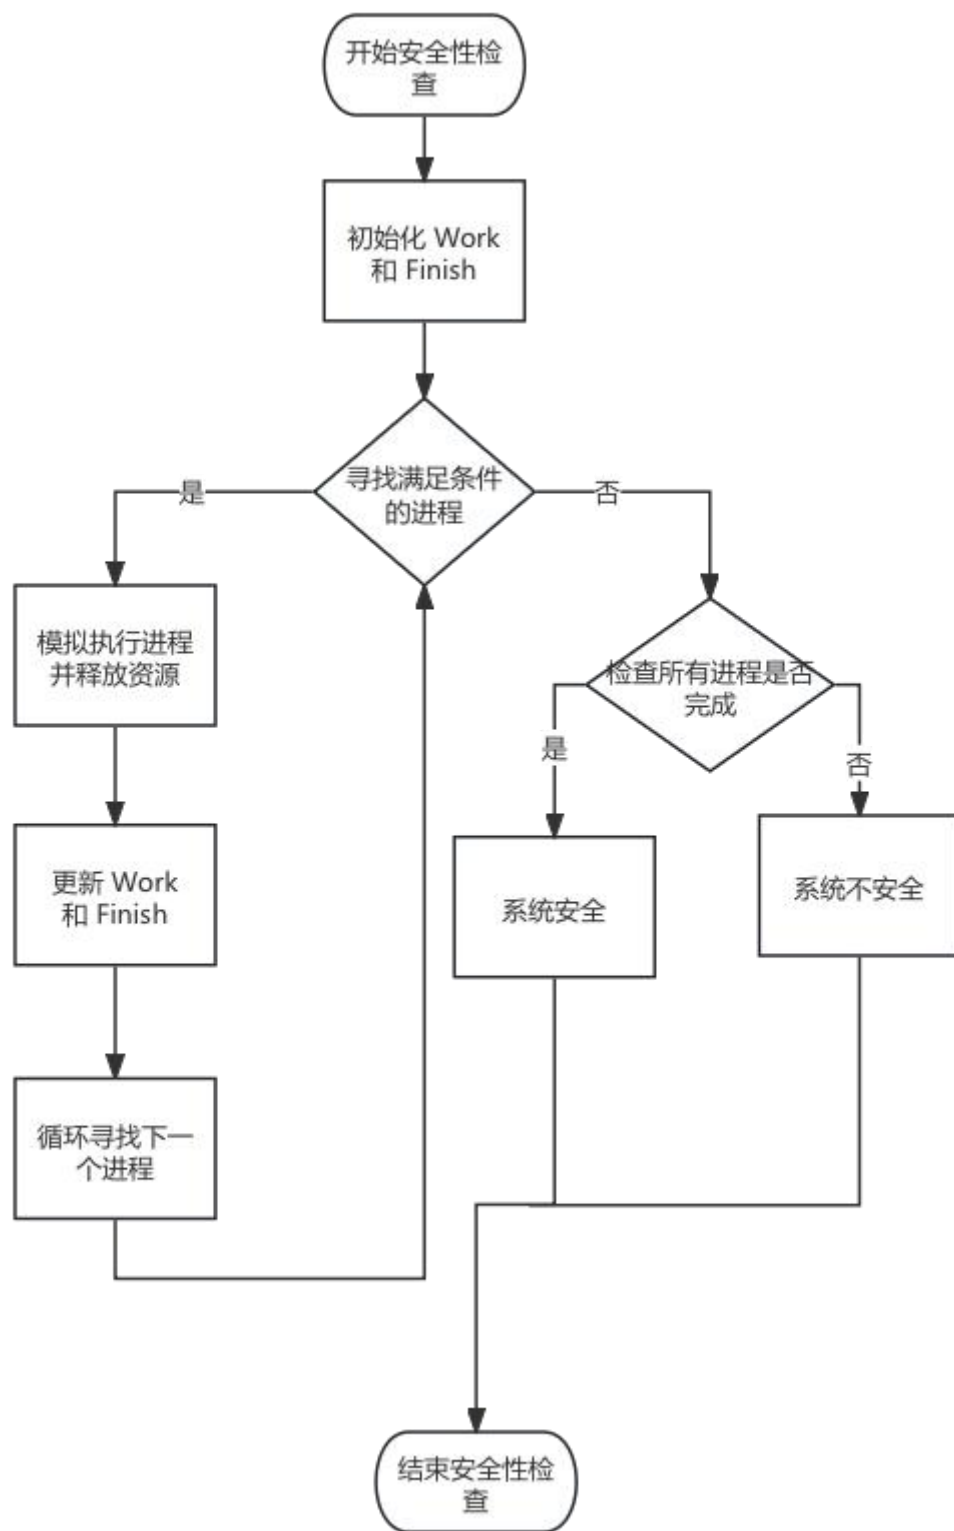 开始安全性检
查
初始化 Work
和 Finish
寻找满足条件
的进程
是
否
模拟执行进程
并释放资源
检查所有进程是否
完成
是
否
更新 Work
和 Finish
系统安全
系统不安全
循环寻找下一
个进程
结束安全性检
查